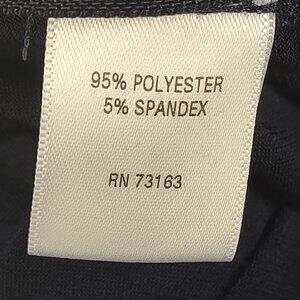 95% POLYESTER
5% SPANDEX
RN 73163